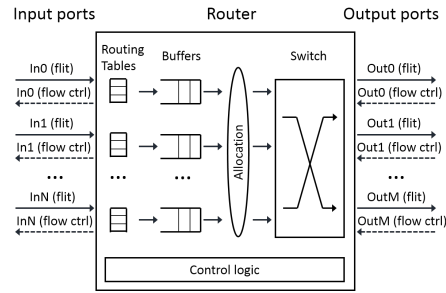 Input ports
Router
Output ports
Routing
Tables
Buffers
Switch
In0 (flit)
In0 (flow ctrl)
In1 (flit)
In1 (flow ctrl)
...
InN (flit)
InN (flow ctrl)
...
...
Allocation
Out0 (flit)
Out0 (flow ctrl)
Out1 (flit)
Out1 (flow ctrl)
...
OutM (flit)
OutM (flow ctrl)
Control logic